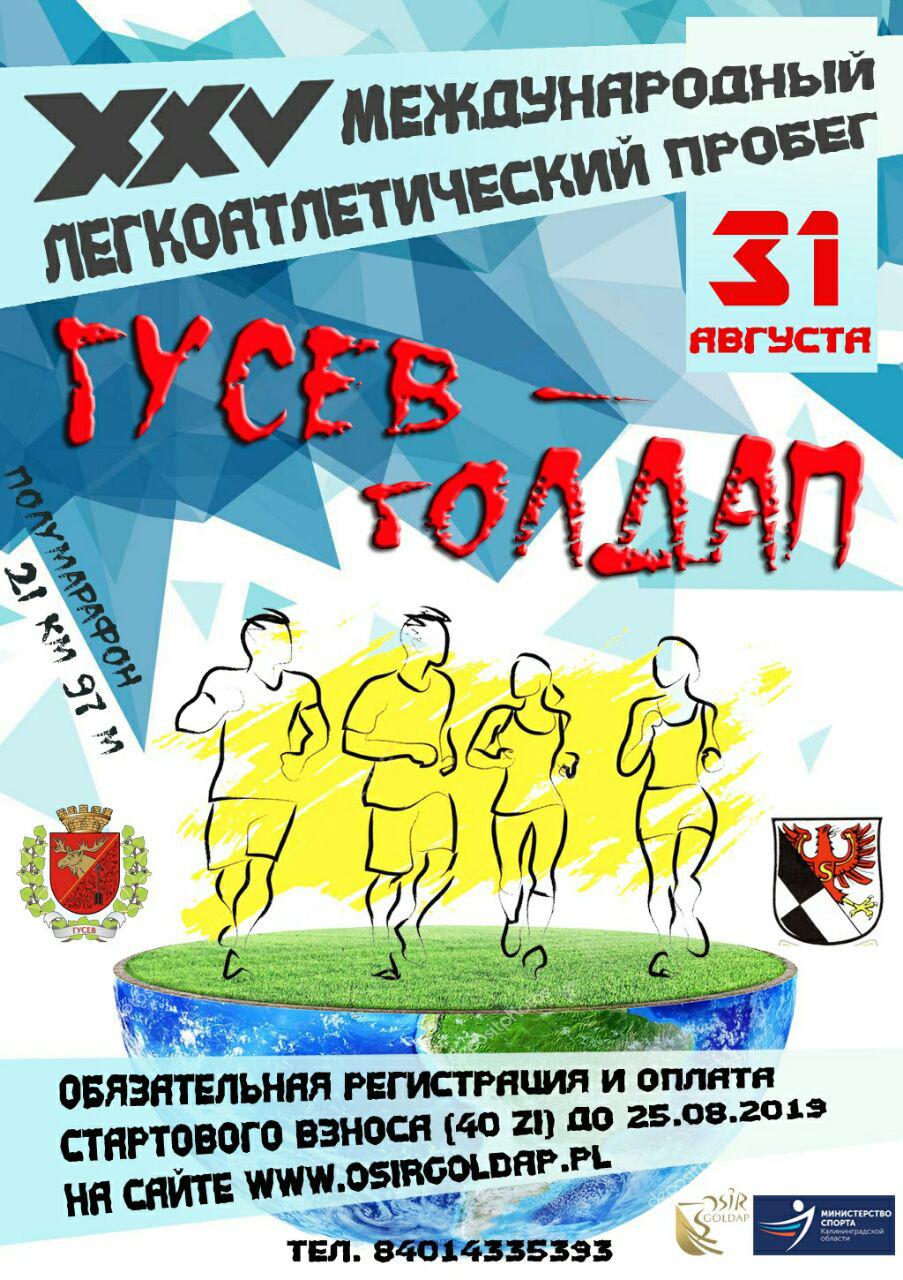 XXV МЕЖДУНАРОДНЫЙ
ЛЕГКОАТЛЕТИЧЕСКИЙ ПРОБЕГ
31
АВГУСТА
ГУСЕВ –
ГОЛДАП
ПОЛУМАРАФОН
21 КМ 97 М
ГУСЕВ
S
ОБЯЗАТЕЛЬНАЯ РЕГИСТРАЦИЯ И ОПЛАТА
СТАРТОВОГО ВЗНОСА (40 Zl) ДО 25.08.2019
НА САЙТЕ WWW.OSIRGOLDAP.PL
OSIR
GOLDAP
МИНИСТЕРСТВО
СПОРТА
Калининградской
области
ТЕЛ. 84014335393